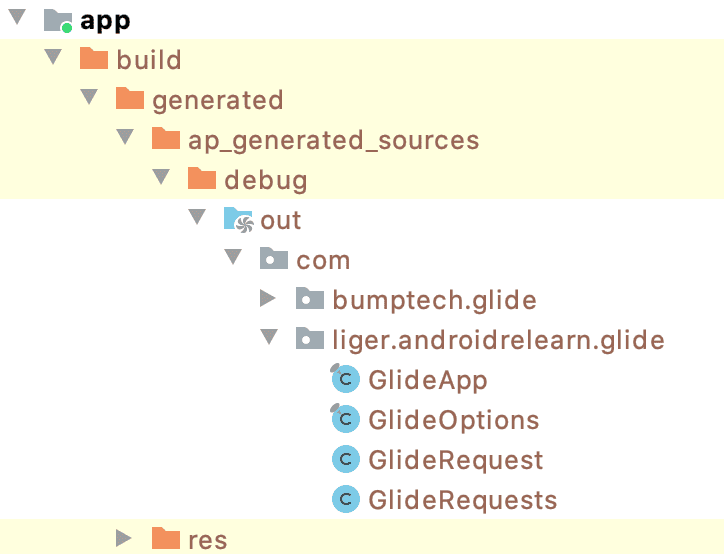 app
build
generated
ap_generated_sources
debug
out
com
bumptech.glide
liger.androidrelearn.glide
C GlideApp
C GlideOptions
C GlideRequest
C GlideRequests
res